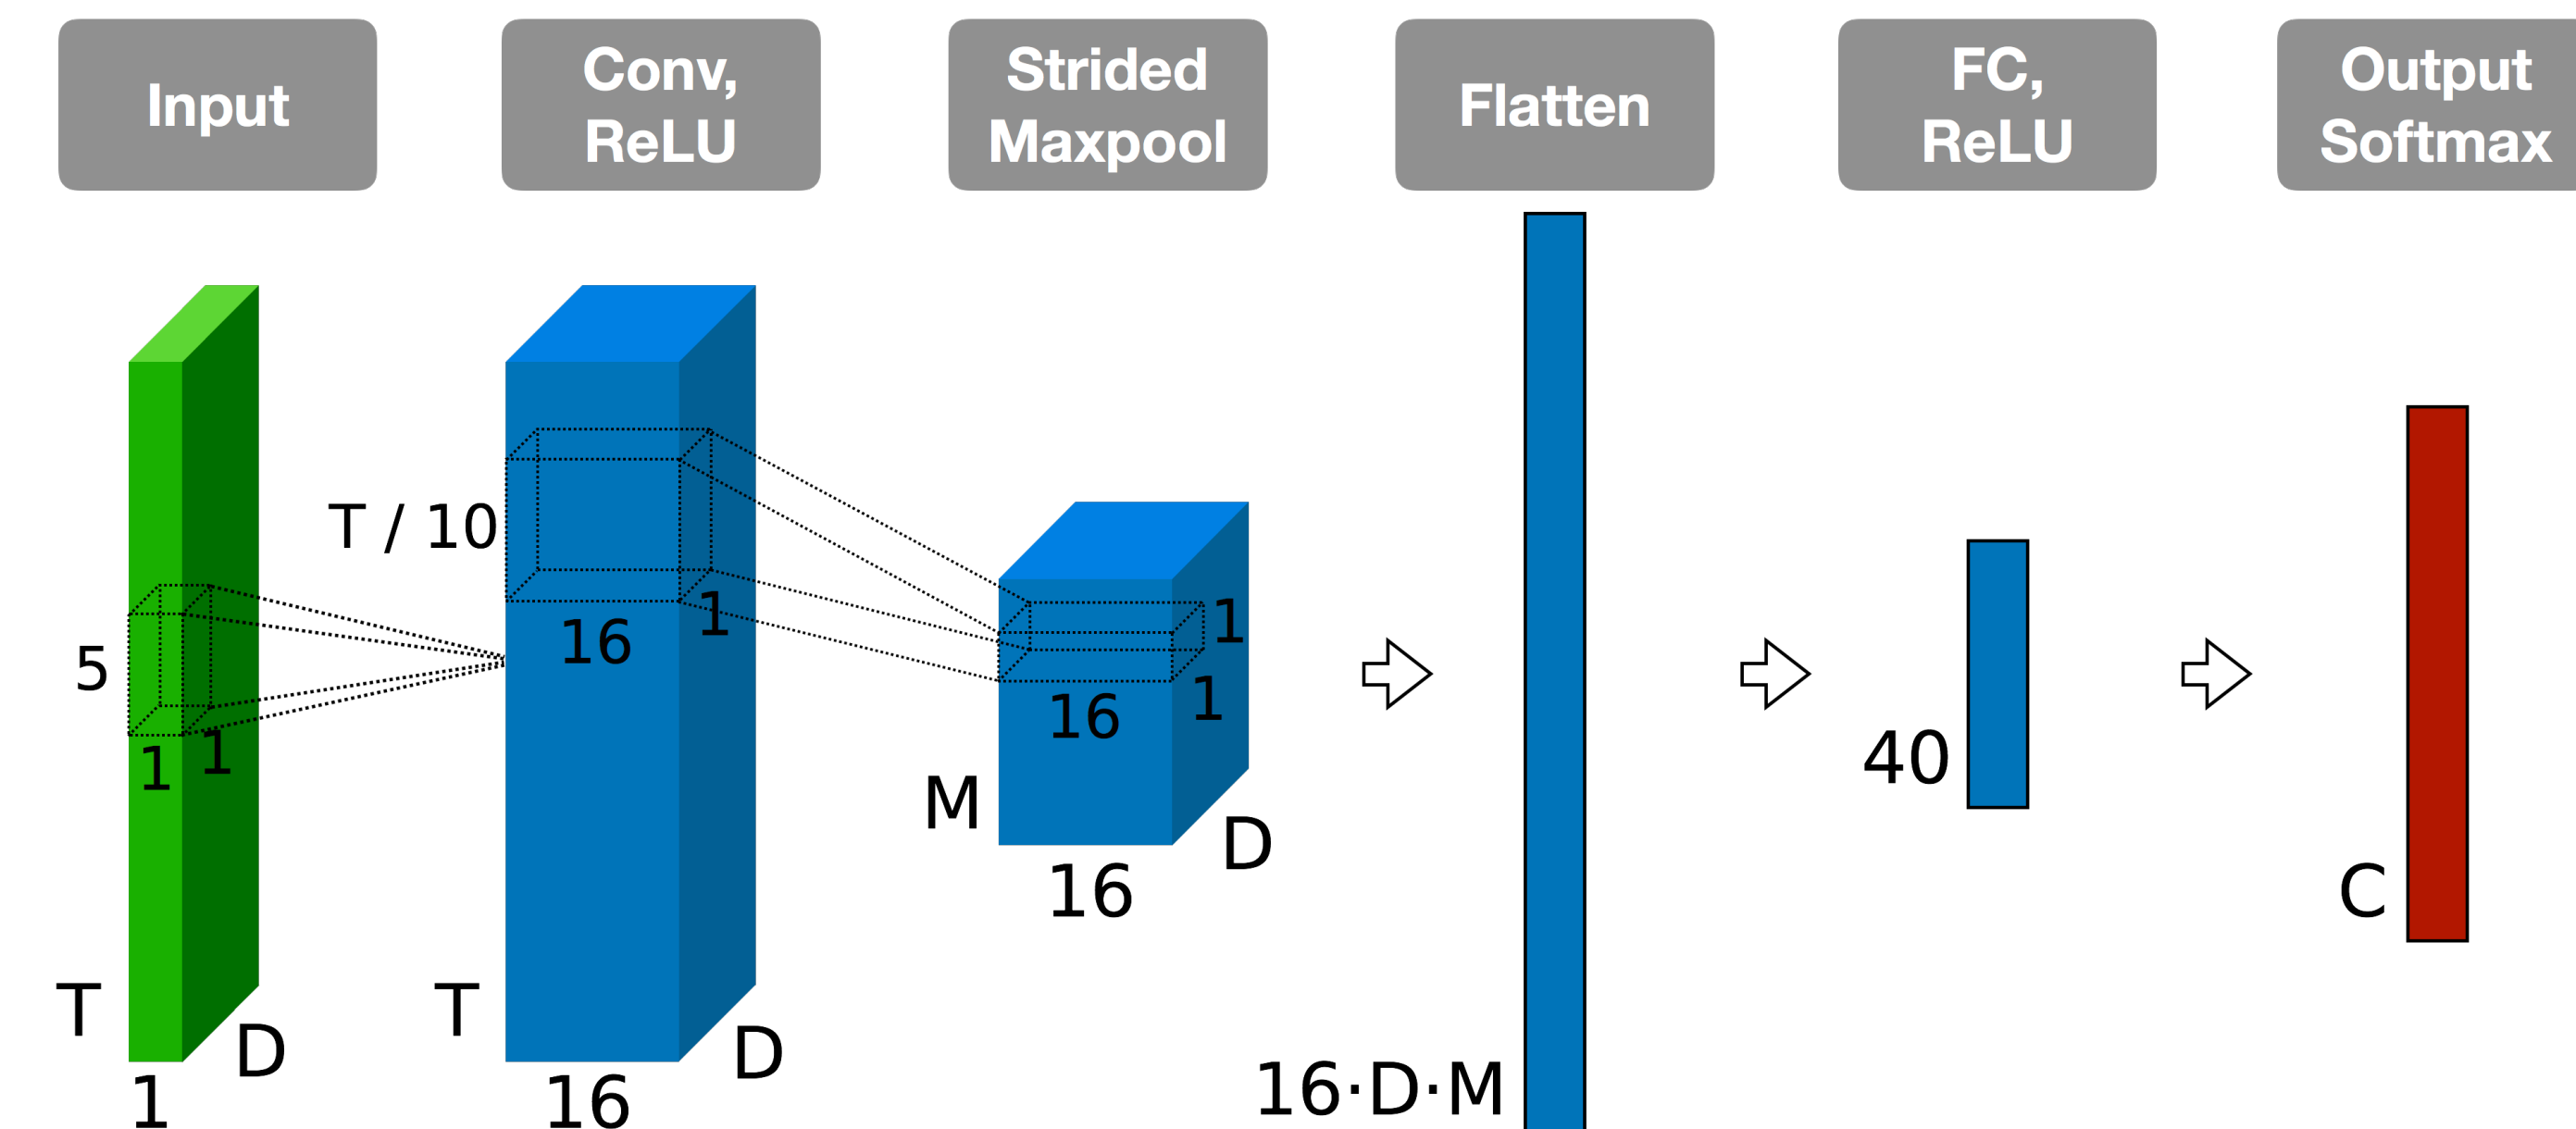 Input
Conv,
ReLU
Strided
Maxpool
Flatten
FC,
ReLU
Output
Softmax
5
1
1
T
D
1
T / 10
16
1
T
D
16
1
1
16
M
D
16
16·D·M
40
C